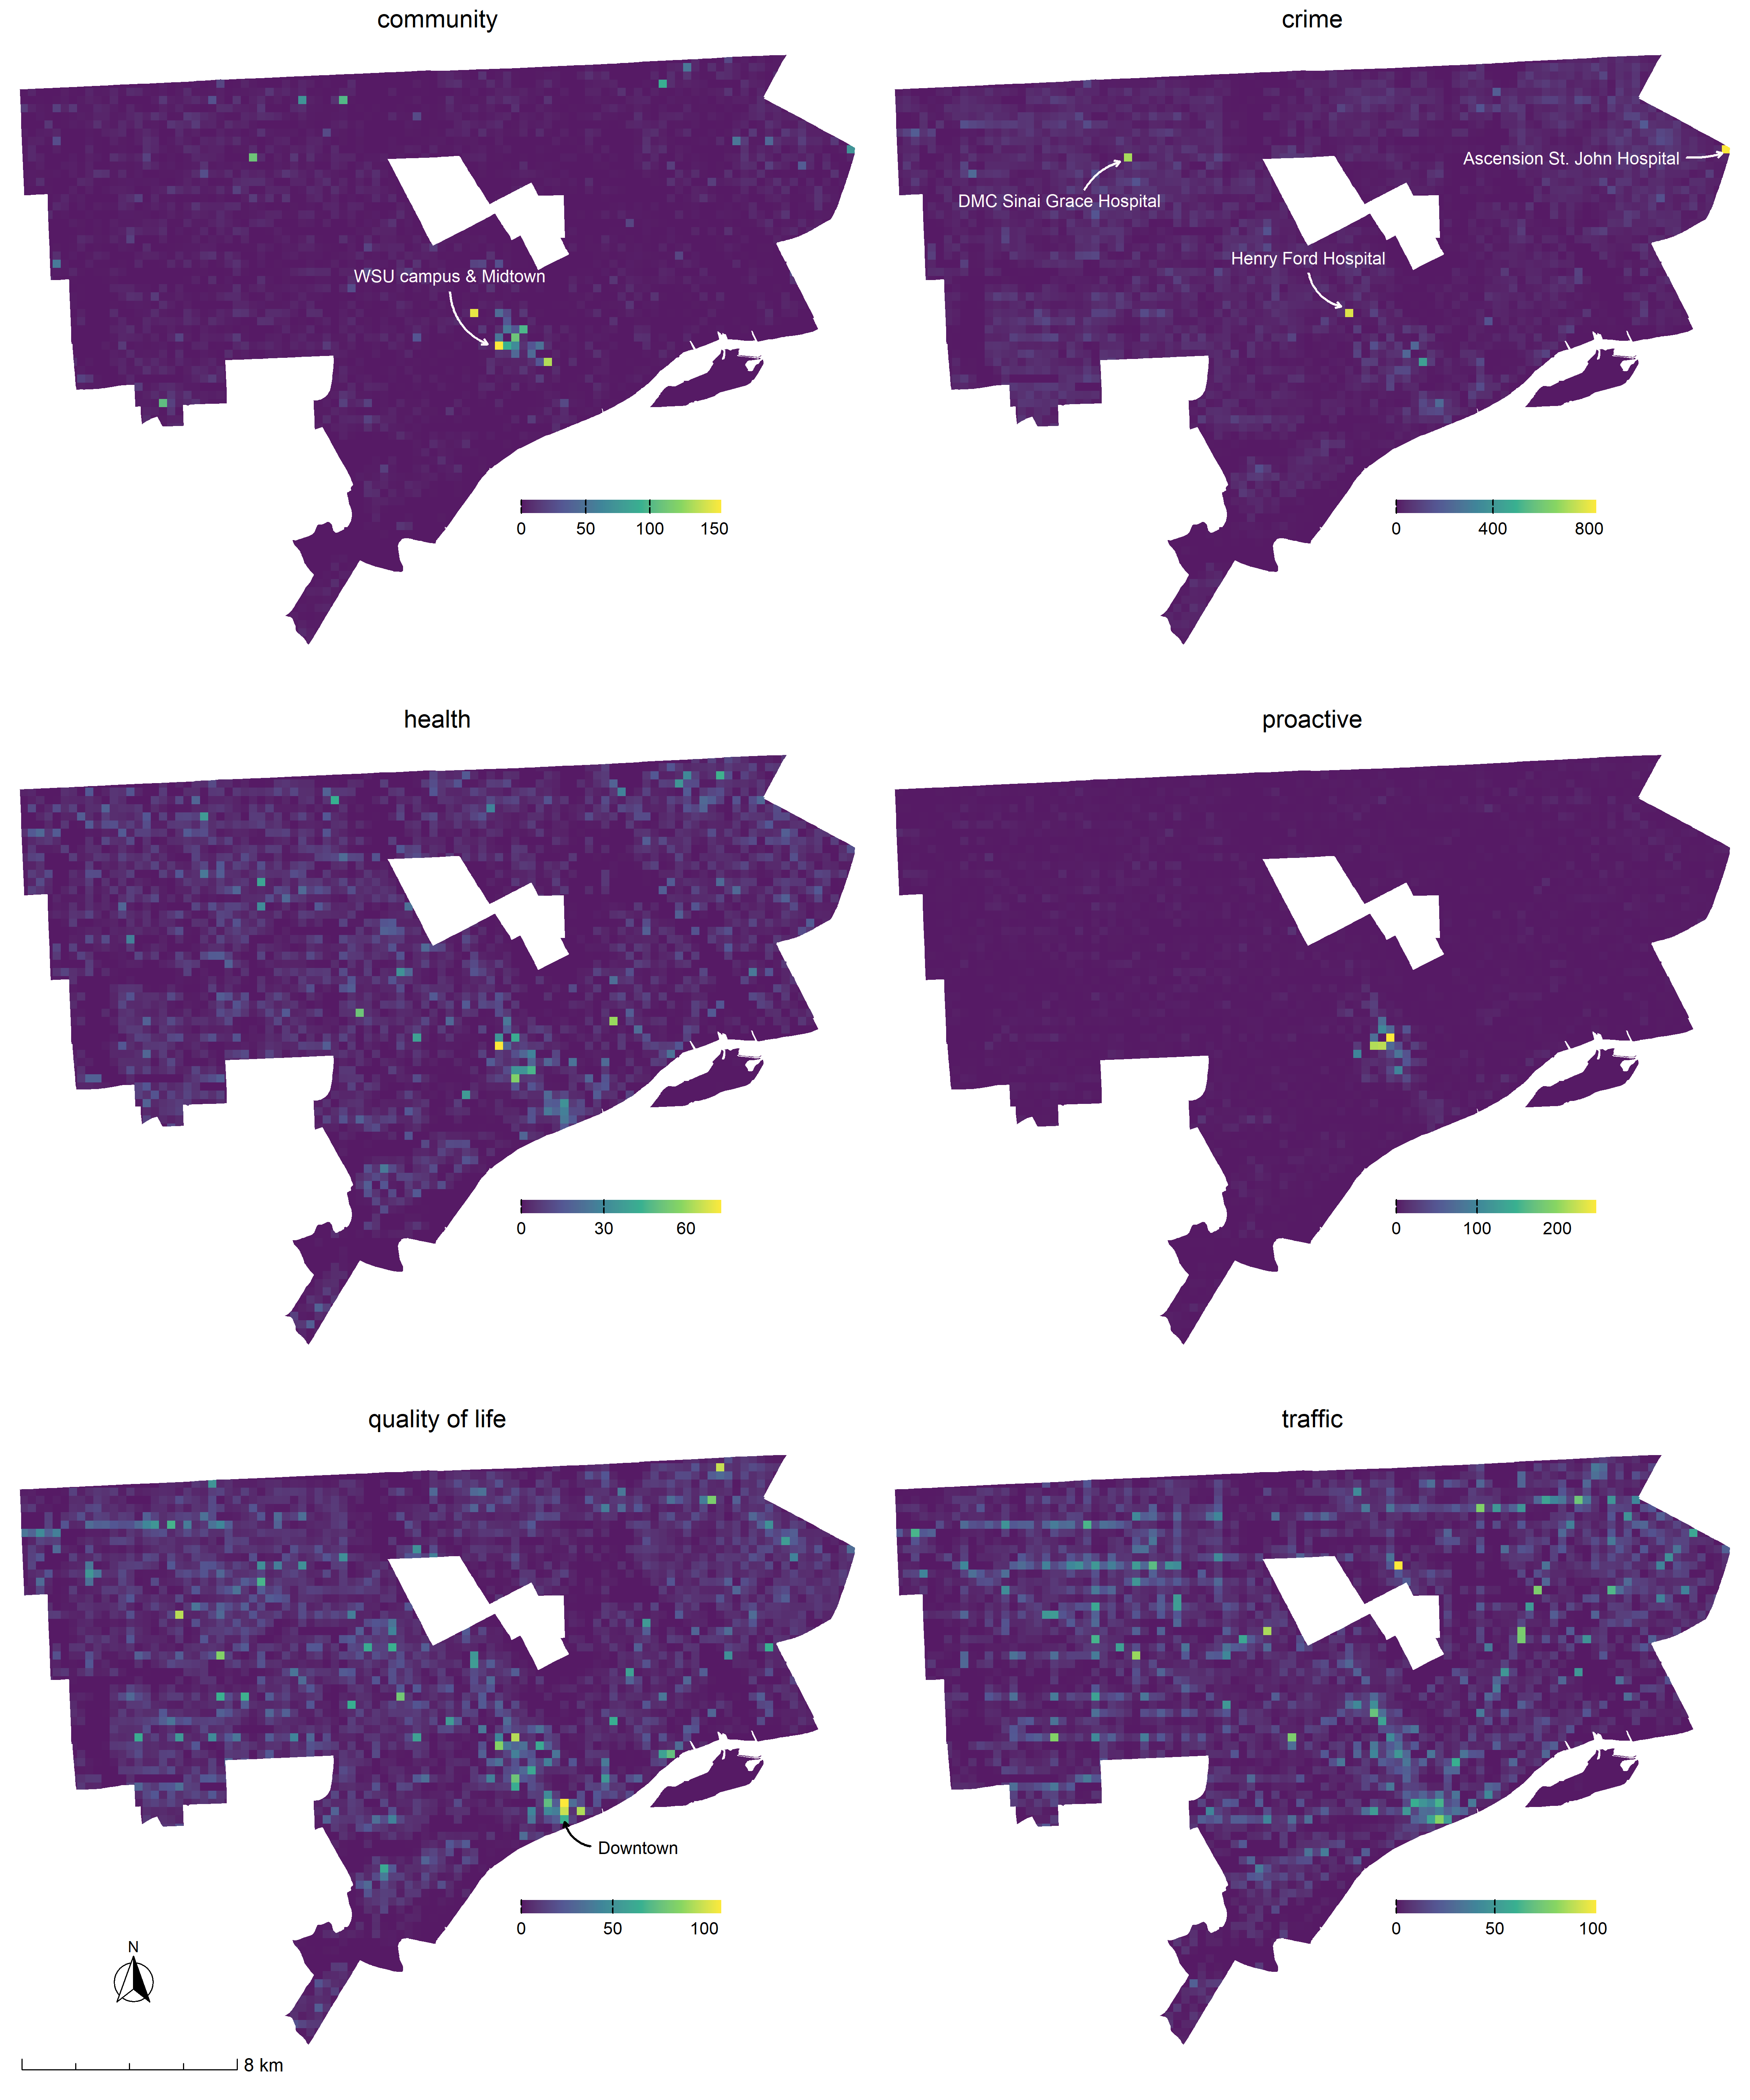 community
crime
Ascension St. John Hospital
DMC Sinai Grace Hospital
Henry Ford Hospital
WSU campus & Midtown
0 50 100 150
0 400 800
health
proactive
0 30 60
0 100 200
quality of life
traffic
Downtown
0 50 100
0 50 100
N
8 km